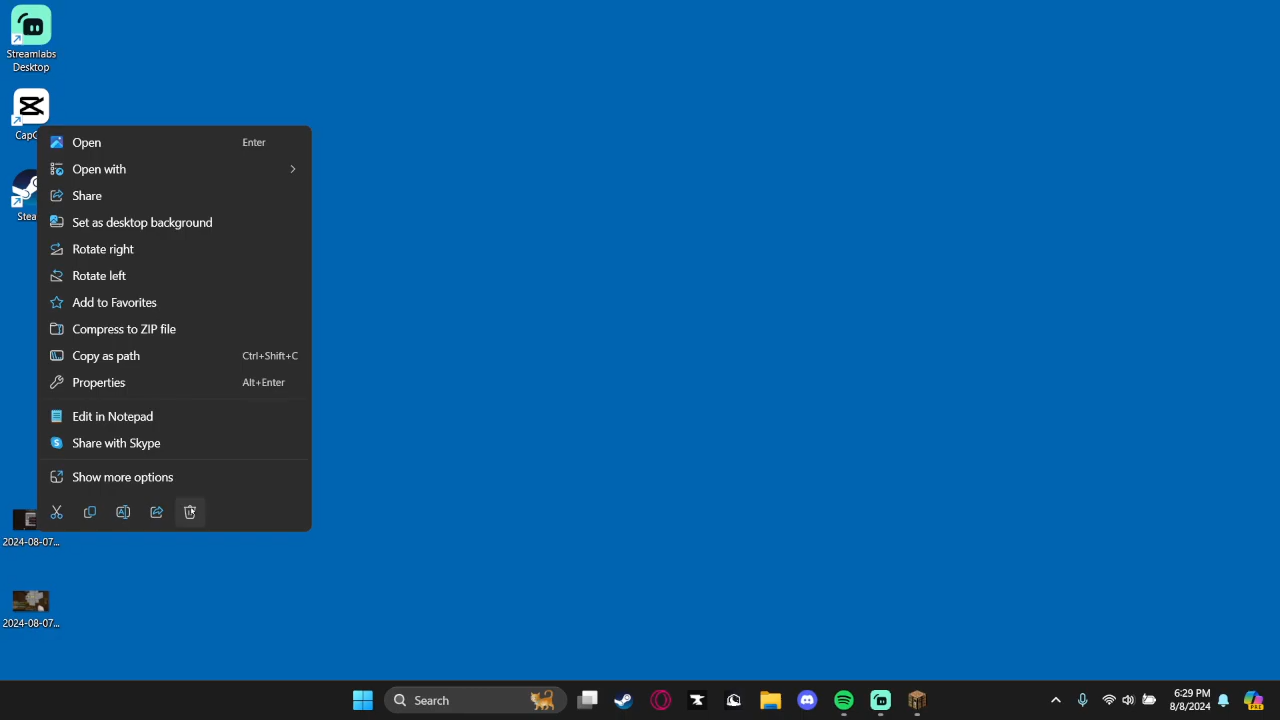 Streamlabs
Desktop
Open Enter
Open with
Share
Set as desktop background
Rotate right
Rotate left
Add to Favorites
Compress to ZIP file
Copy as path Ctrl+Shift+C
Properties Alt+Enter
Edit in Notepad
Share with Skype
Show more options
2024-08-07...
2024-08-07...
Search
6:29 PM
8/8/2024